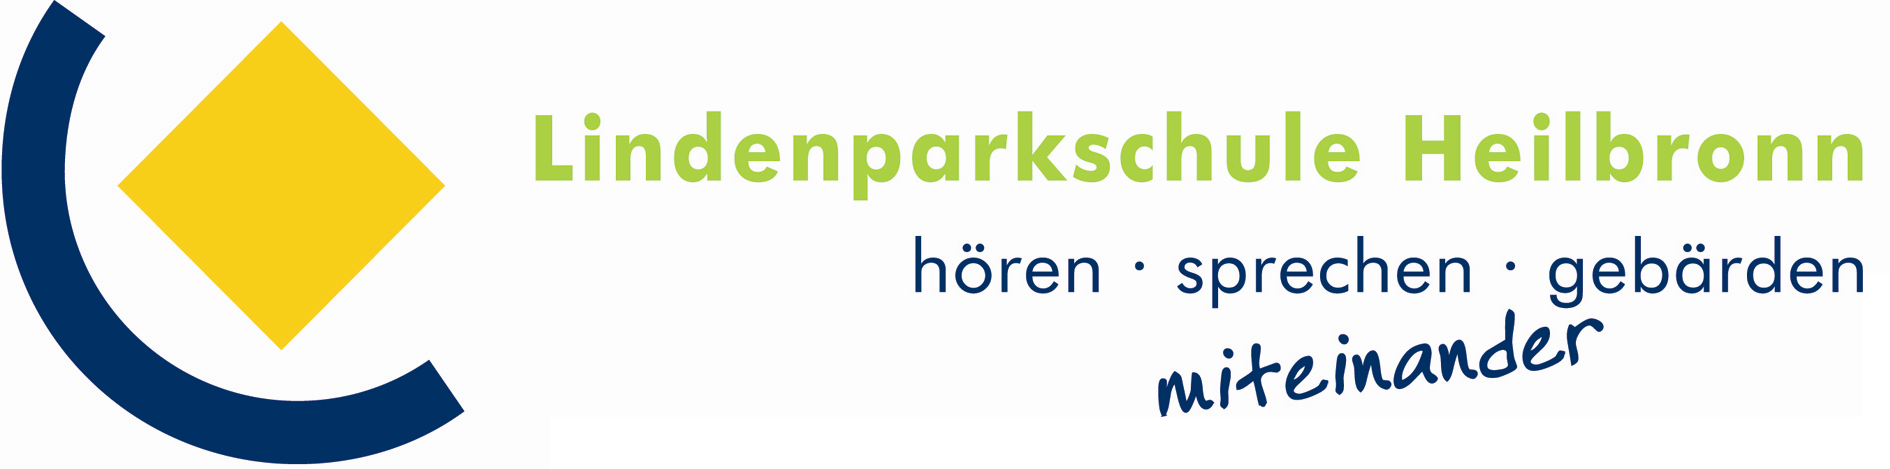 Lindenparkschule Heilbronn
hören · sprechen · gebärden
miteinander